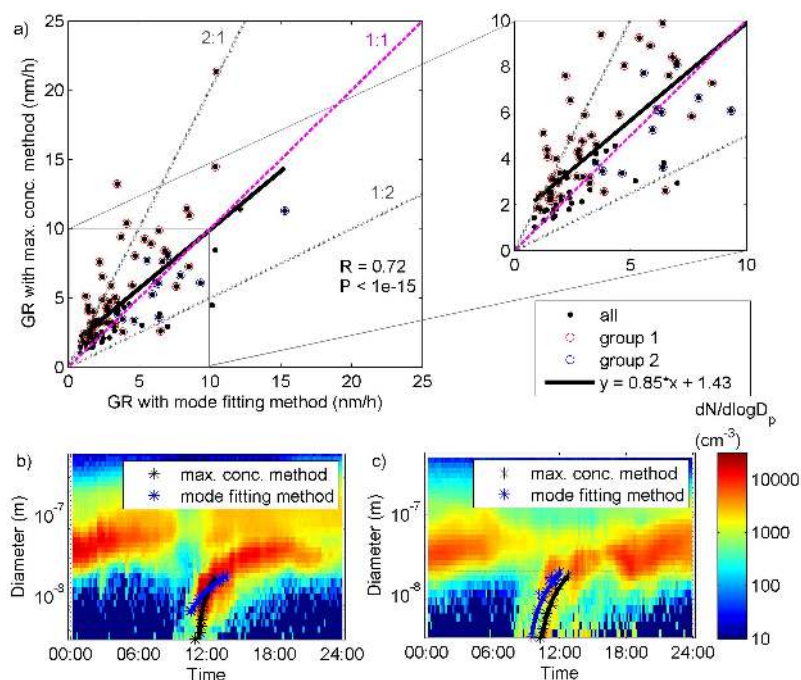 a)
25
20
15
10
5
0
0 5 10 15 20 25
2:1
1:1
1:2
R = 0.72
P < 1e-15
GR with max. conc. method (nm/h)
GR with mode fitting method (nm/h)
10
8
6
4
2
0
0 5 10
all
group 1
group 2
y = 0.85*x + 1.43
b)
max. conc. method
mode fitting method
Diameter (m)
10⁻⁷
10⁻⁸
00:00 06:00 12:00 18:00 24:00
Time
c)
max. conc. method
mode fitting method
Diameter (m)
10⁻⁷
10⁻⁸
00:00 06:00 12:00 18:00 24:00
Time
dN/dlogDₚ
(cm⁻³)
10000
1000
100
10